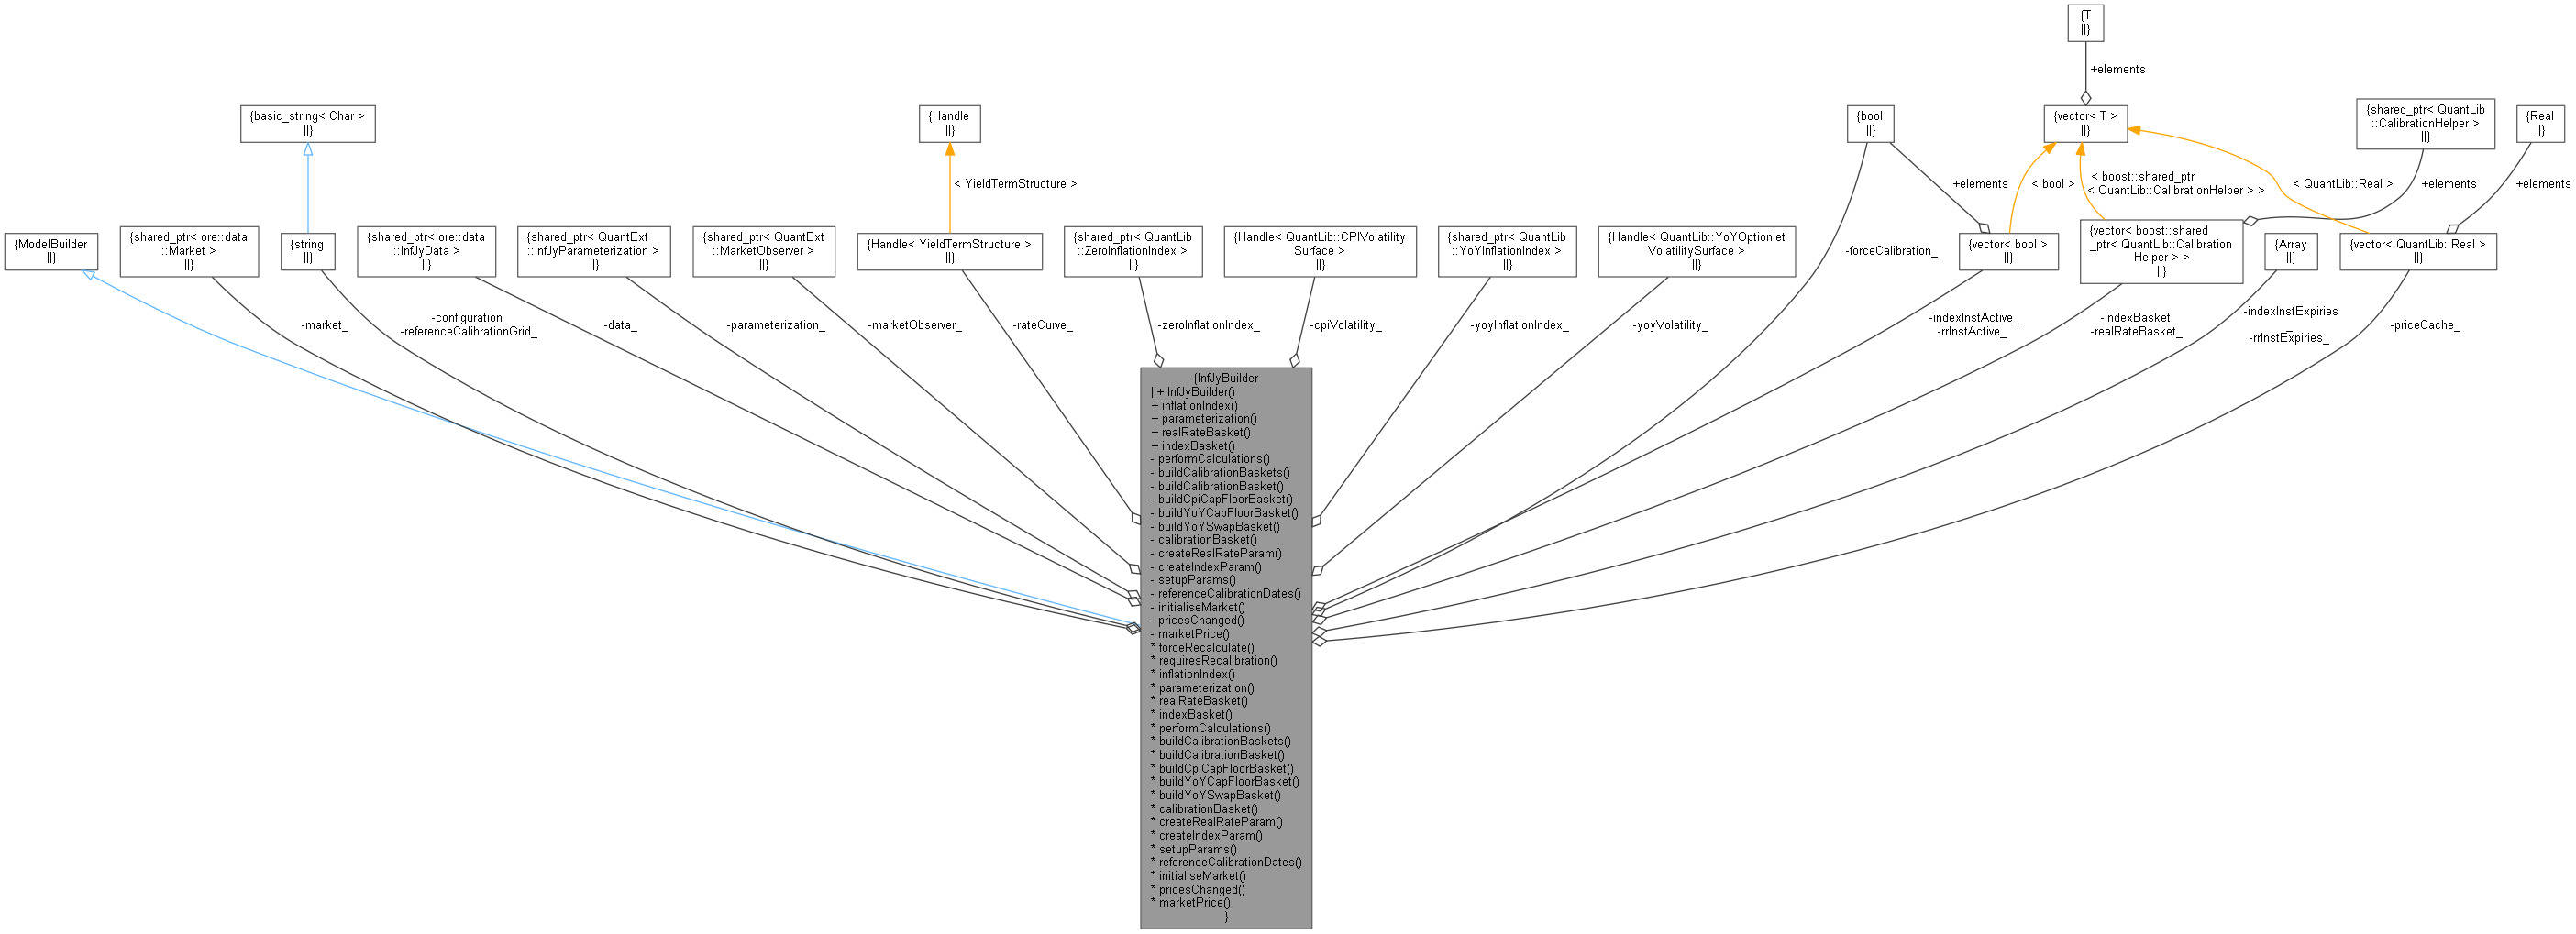 {T
||}
+elements
{basic_string< Char >
||}
{Handle
||}
{bool
||}
{vector< T >
||}
{shared_ptr< QuantLib
::CalibrationHelper >
||}
{Real
||}
< YieldTermStructure >
+elements
< bool >
< boost::shared_ptr
< QuantLib::CalibrationHelper > >
< QuantLib::Real >
+elements
+elements
{ModelBuilder
||}
{shared_ptr< ore::data
::Market >
||}
{string
||}
{shared_ptr< ore::data
::InfJyData >
||}
{shared_ptr< QuantExt
::InfJyParameterization >
||}
{shared_ptr< QuantExt
::MarketObserver >
||}
{Handle< YieldTermStructure >
||}
{shared_ptr< QuantLib
::ZeroInflationIndex >
||}
{Handle< QuantLib::CPIVolatility
Surface >
||}
{shared_ptr< QuantLib
::YoYInflationIndex >
||}
{Handle< QuantLib::YoYOptionlet
VolatilitySurface >
||}
-forceCalibration_
{vector< bool >
||}
{vector< boost::shared
_ptr< QuantLib::Calibration
Helper > >
||}
{Array
||}
{vector< QuantLib::Real >
||}
-market_
-configuration_
-referenceCalibrationGrid_
-data_
-parameterization_
-marketObserver_
-rateCurve_
-zeroInflationIndex_
-cpiVolatility_
-yoyInflationIndex_
-yoyVolatility_
-indexInstActive_
-rrInstActive_
-indexBasket_
-realRateBasket_
-indexInstExpiries
_
-rrInstExpiries_
-priceCache_
{InfJyBuilder
||+ InfJyBuilder()
+ inflationIndex()
+ parameterization()
+ realRateBasket()
+ indexBasket()
- performCalculations()
- buildCalibrationBaskets()
- buildCalibrationBasket()
- buildCpiCapFloorBasket()
- buildYoYCapFloorBasket()
- buildYoYSwapBasket()
- calibrationBasket()
- createRealRateParam()
- createIndexParam()
- setupParams()
- referenceCalibrationDates()
- initialiseMarket()
- pricesChanged()
- marketPrice()
* forceRecalculate()
* requiresRecalibration()
* inflationIndex()
* parameterization()
* realRateBasket()
* indexBasket()
* performCalculations()
* buildCalibrationBaskets()
* buildCalibrationBasket()
* buildCpiCapFloorBasket()
* buildYoYCapFloorBasket()
* buildYoYSwapBasket()
* calibrationBasket()
* createRealRateParam()
* createIndexParam()
* setupParams()
* referenceCalibrationDates()
* initialiseMarket()
* pricesChanged()
* marketPrice()
}